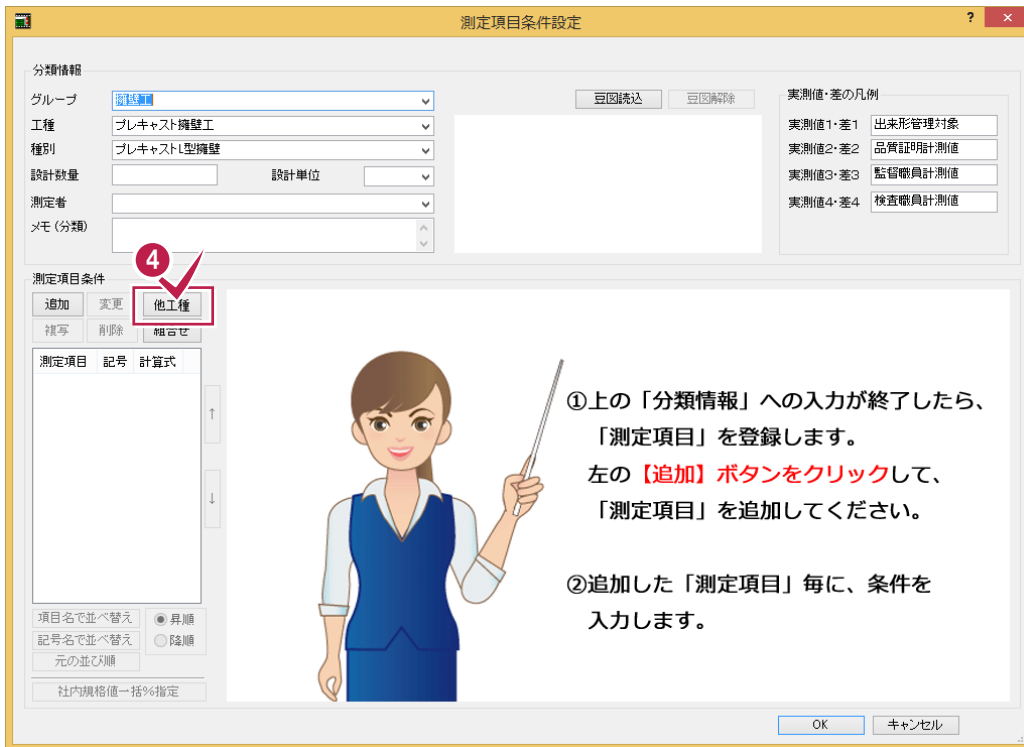 測定項目条件設定
?
×
分類情報
グループ 擁壁工
工種 プレキャスト擁壁工
種別 プレキャストL型擁壁
設計数量 設計単位
測定者
メモ(分類)
豆図読込 豆図解除
実測値・差の凡例
実測値1・差1 出来形管理対象
実測値2・差2 品質証明計測値
実測値3・差3 監督職員計測値
実測値4・差4 検査職員計測値
4
測定項目条件
追加 変更 他工種
複写 削除 組合せ
測定項目 記号 計算式
↑
↓
項目名で並べ替え
記号名で並べ替え
元の並び順
昇順
降順
社内規格値一括%指定
①上の「分類情報」への入力が終了したら、
「測定項目」を登録します。
左の【追加】ボタンをクリックして、
「測定項目」を追加してください。
②追加した「測定項目」毎に、条件を
入力します。
OK キャンセル